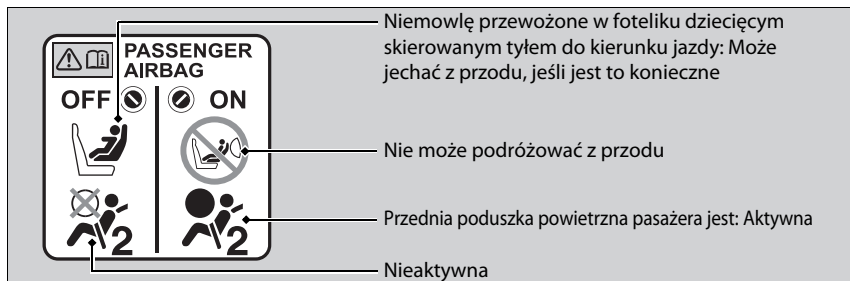 PASSENGER
AIRBAG
OFF
ON
2
2
Niemowlę przewożone w foteliku dziecięcym
skierowanym tyłem do kierunku jazdy: Może
jechać z przodu, jeśli jest to konieczne
Nie może podróżować z przodu
Przednia poduszka powietrzna pasażera jest: Aktywna
Nieaktywna